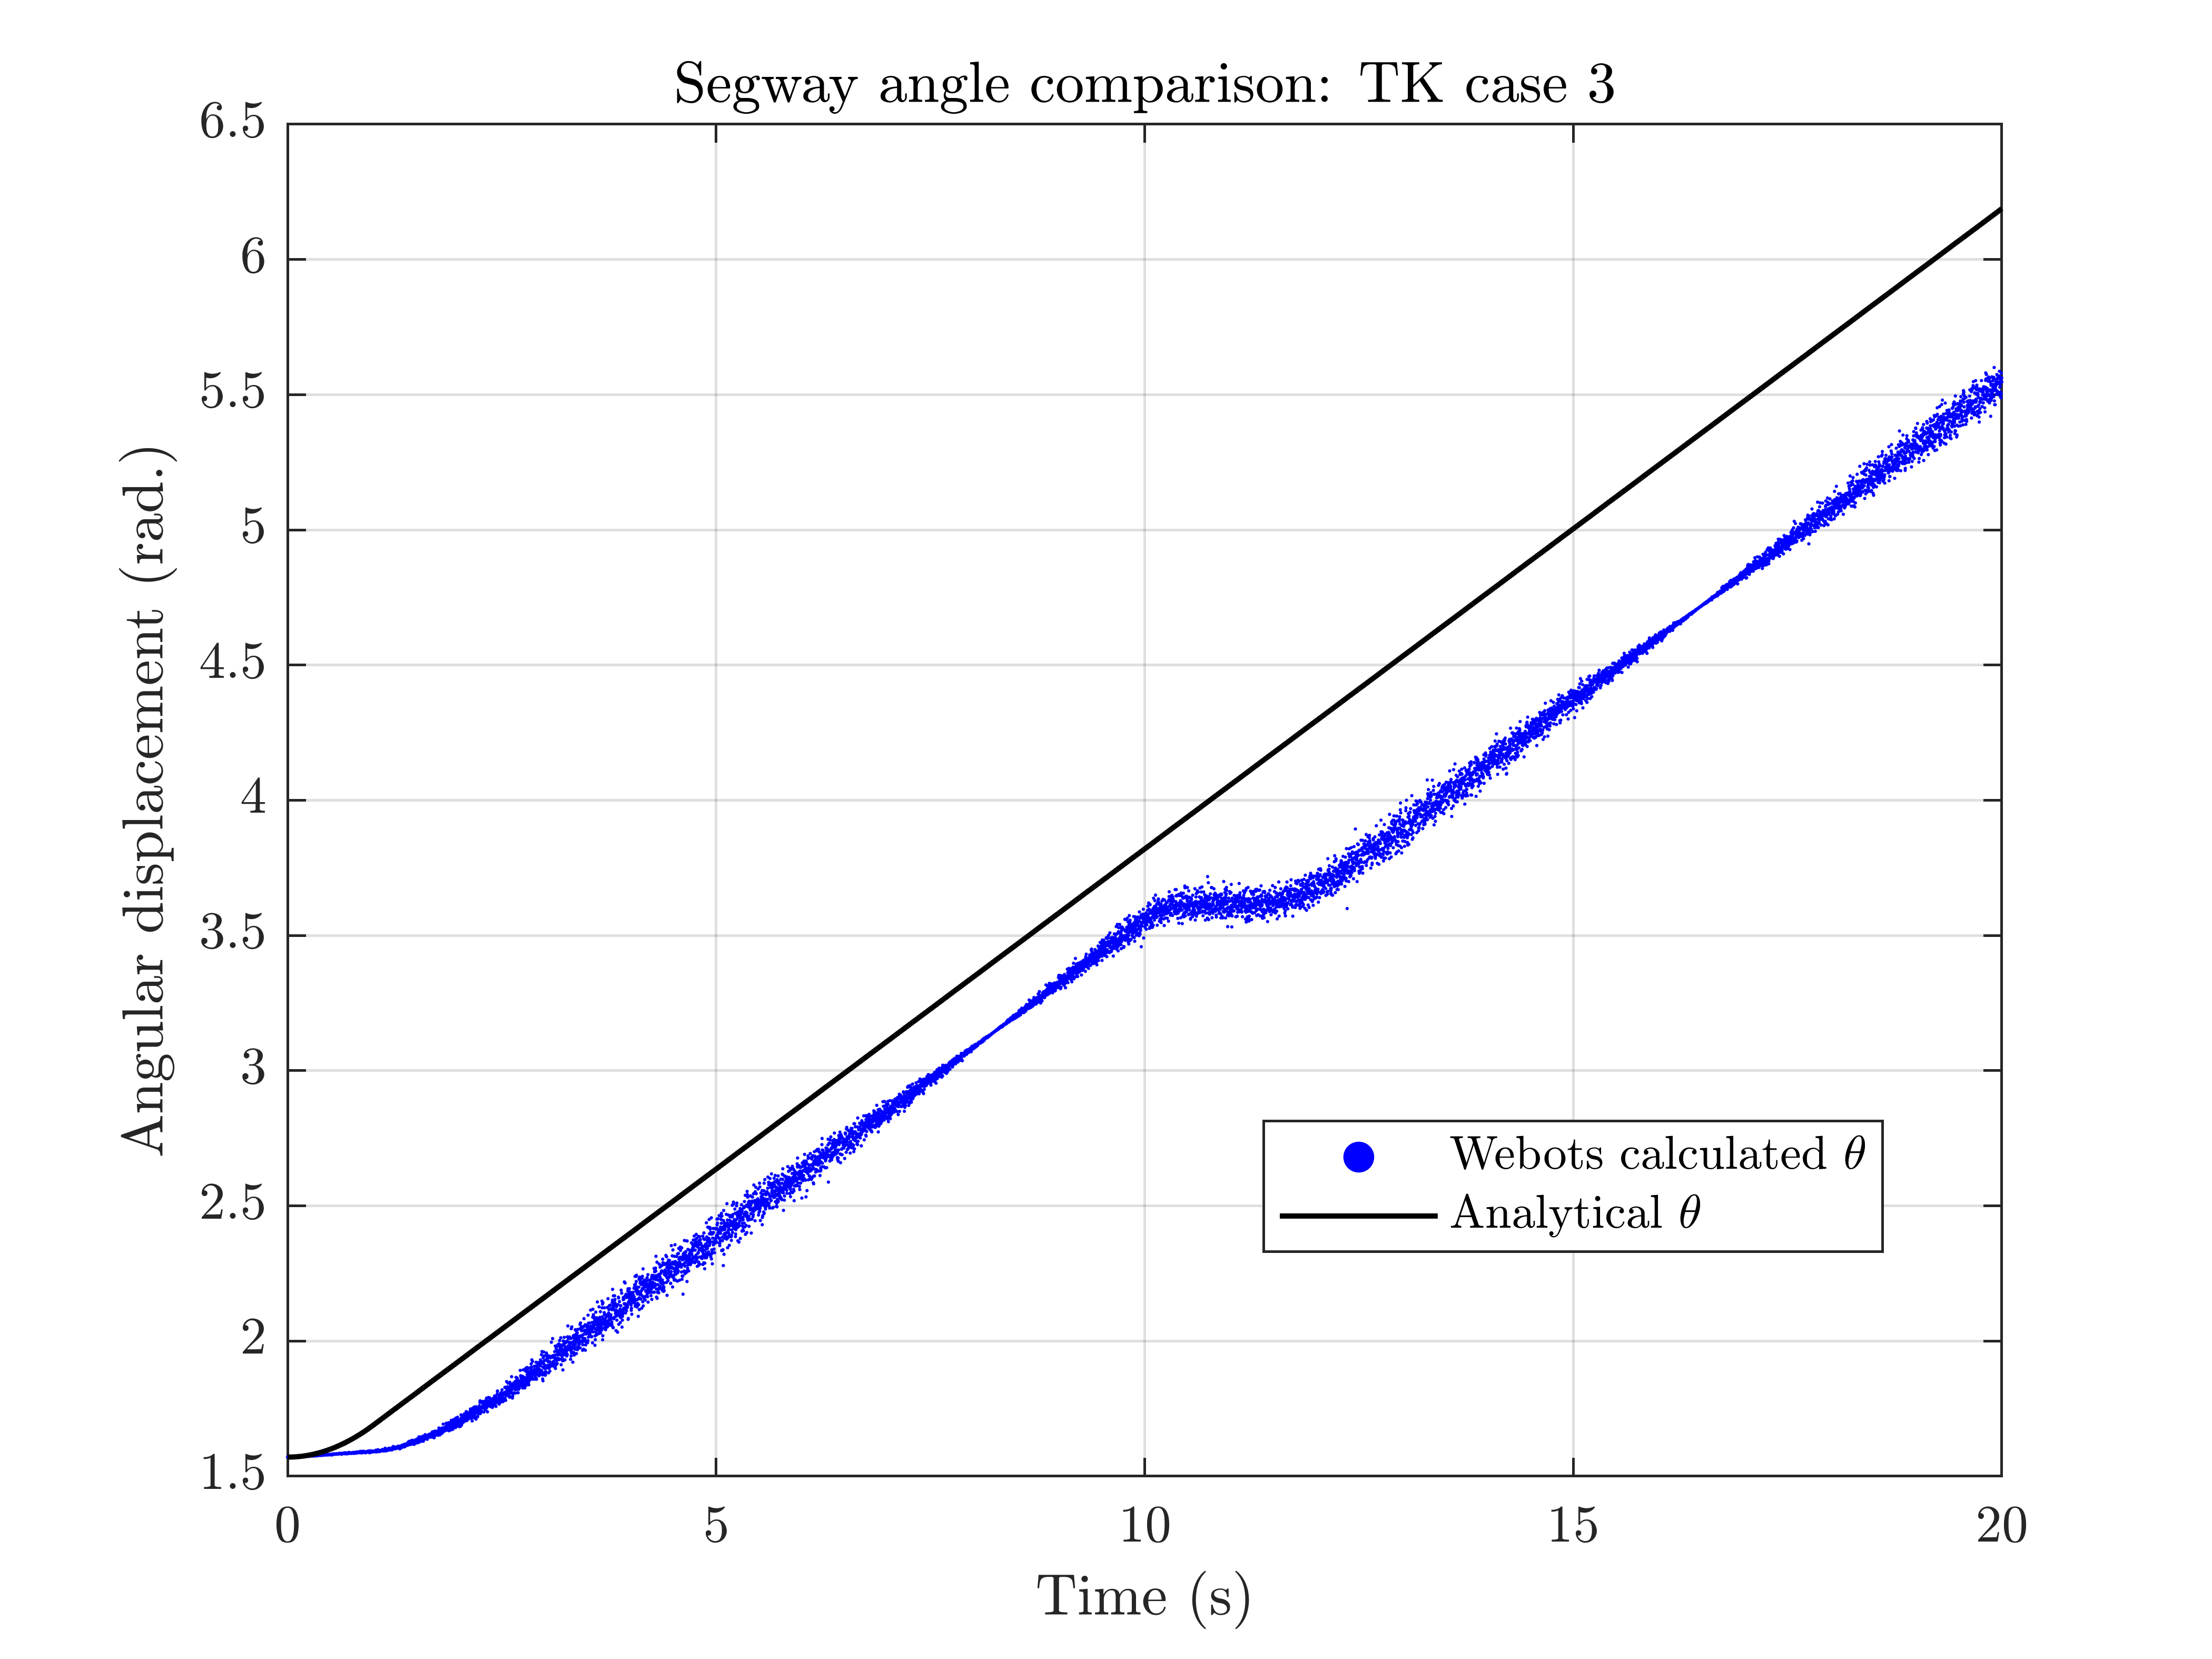 Segway angle comparison: TK case 3
6.5
6
5.5
5
4.5
4
3.5
3
2.5
2
1.5
Angular displacement (rad.)
Webots calculated θ
Analytical θ
0 5 10 15 20
Time (s)